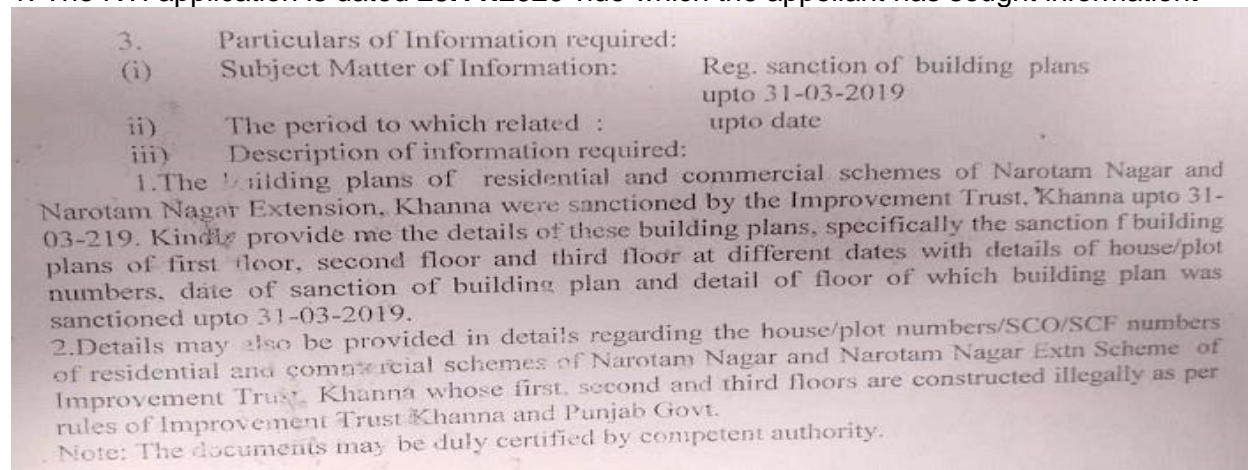 3. Particulars of Information required:
(i) Subject Matter of Information: Reg. sanction of building plans
upto 31-03-2019
ii) The period to which related : upto date
iii) Description of information required:
1.The building plans of residential and commercial schemes of Narotam Nagar and
Narotam Nagar Extension, Khanna were sanctioned by the Improvement Trust, Khanna upto 31-
03-219. Kindly provide me the details of these building plans, specifically the sanction f building
plans of first floor, second floor and third floor at different dates with details of house/plot
numbers, date of sanction of building plan and detail of floor of which building plan was
sanctioned upto 31-03-2019.
2.Details may also be provided in details regarding the house/plot numbers/SCO/SCF numbers
of residential and commercial schemes of Narotam Nagar and Narotam Nagar Extn Scheme of
Improvement Trust, Khanna whose first, second and third floors are constructed illegally as per
rules of Improvement Trust Khanna and Punjab Govt.
Note: The documents may be duly certified by competent authority.